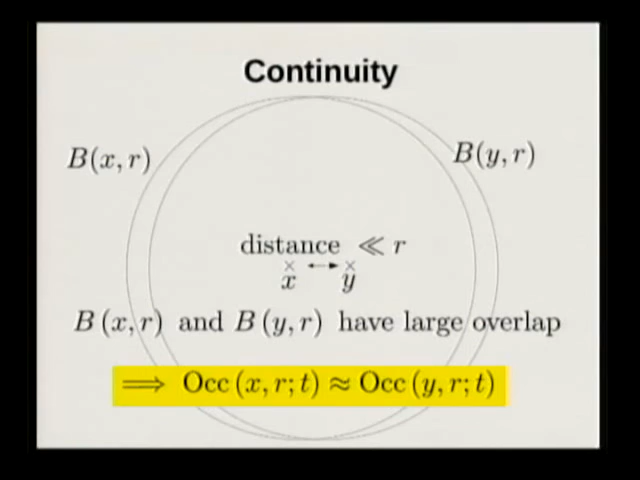 Continuity
B(x, r)
B(y, r)
distance ≪ r
x y
B (x, r) and B (y, r) have large overlap
⟹ Occ (x, r; t) ≈ Occ (y, r; t)